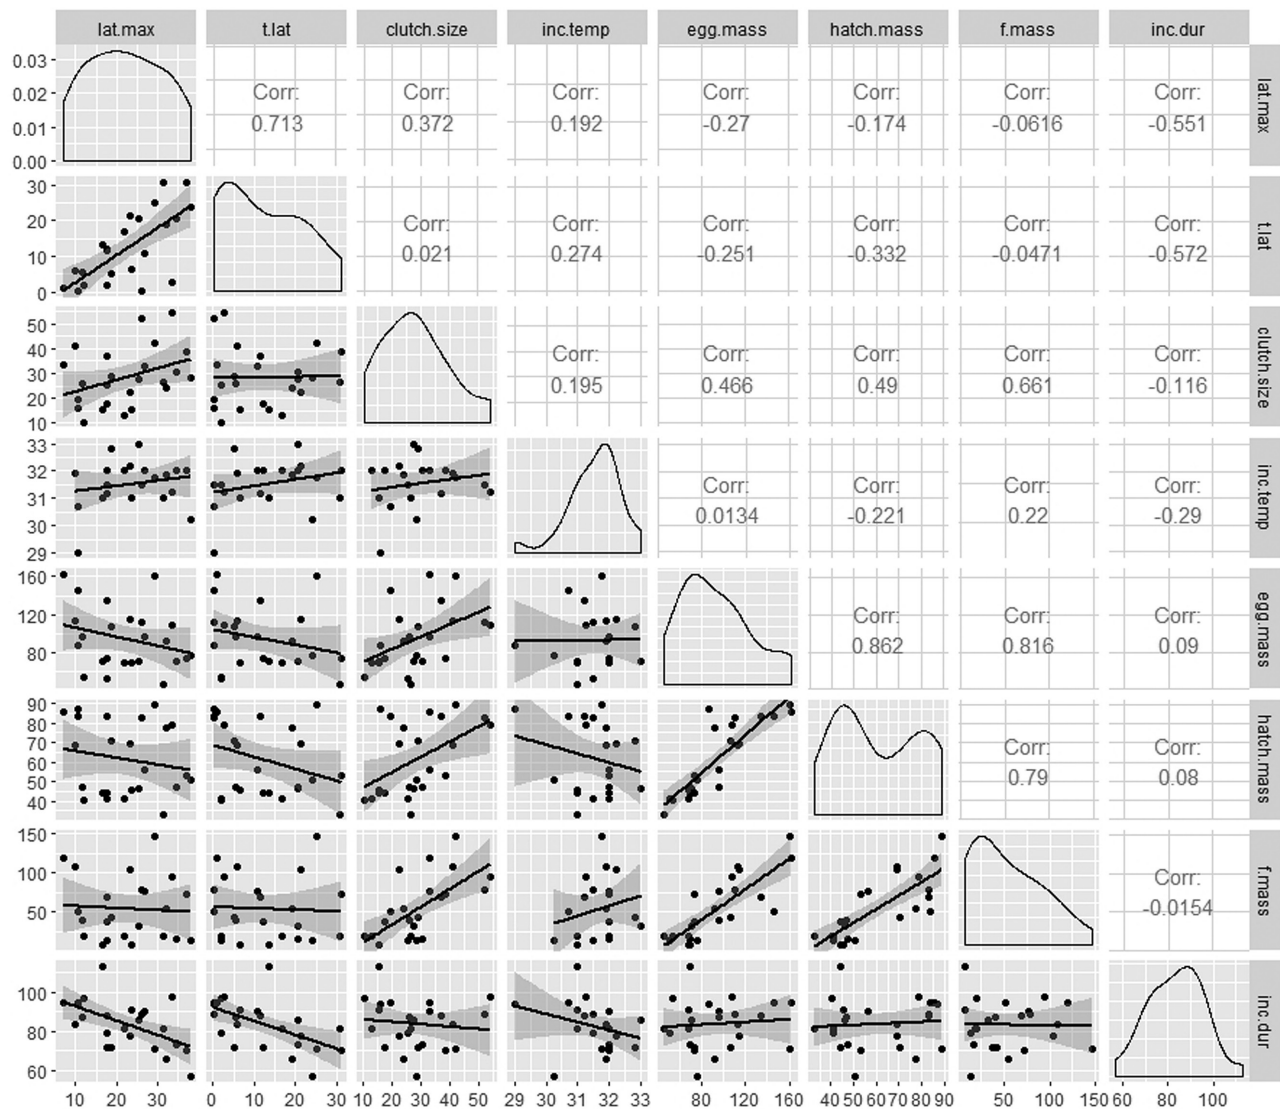 lat.max t.lat clutch.size inc.temp egg.mass hatch.mass f.mass inc.dur
0.03
0.02
0.01
0.00
Corr: Corr: Corr: Corr: Corr: Corr: Corr:
0.713 0.372 0.192 -0.27 -0.174 -0.0616 -0.551
lat.max
30
20
10
0
Corr: Corr: Corr: Corr: Corr: Corr:
0.021 0.274 -0.251 -0.332 -0.0471 -0.572
t.lat
50
40
30
20
10
Corr: Corr: Corr: Corr: Corr:
0.195 0.466 0.49 0.661 -0.116
clutch.size
33
32
31
30
29
Corr: Corr: Corr: Corr:
0.0134 -0.221 0.22 -0.29
inc.temp
160
120
80
Corr: Corr: Corr:
0.862 0.816 0.09
egg.mass
90
80
70
60
50
40
Corr: Corr:
0.79 0.08
hatch.mass
150
100
50
Corr:
-0.0154
f.mass
100
80
60
inc.dur
10 20 30 0 10 20 30 10 20 30 40 50 29 30 31 32 33 80 120 160 40 50 60 70 80 90 0 50 100 150 60 80 100